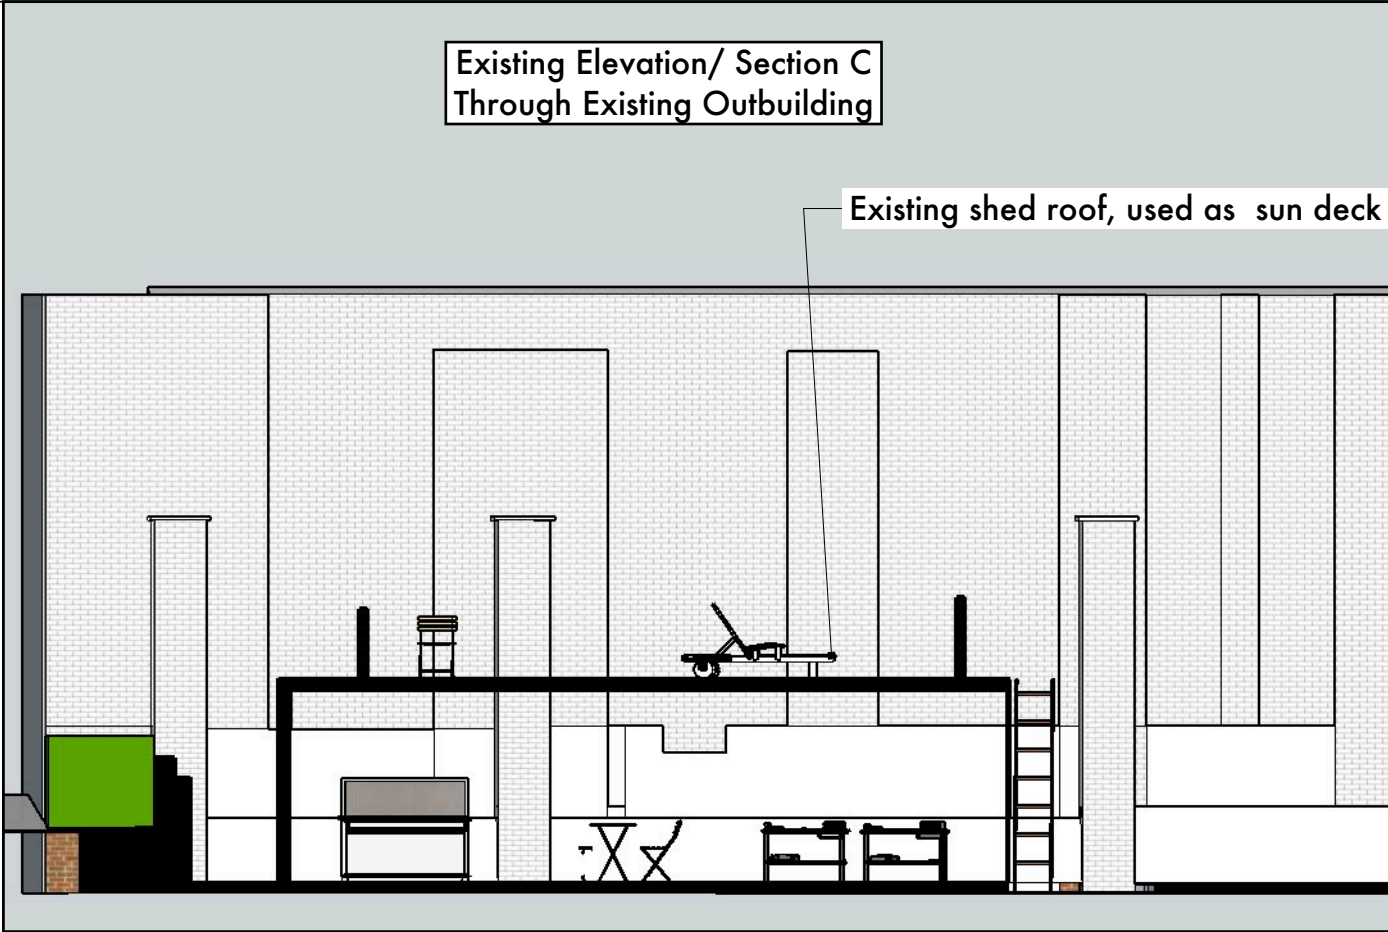 Existing Elevation/ Section C
Through Existing Outbuilding
Existing shed roof, used as  sun deck